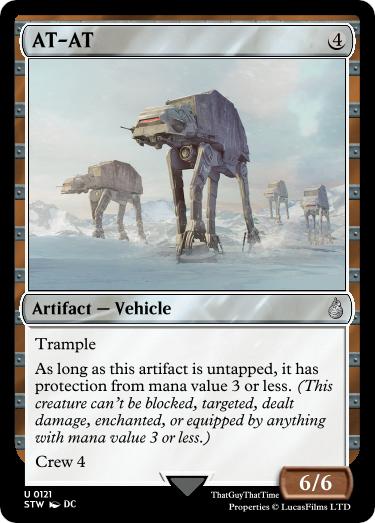 AT-AT 4
Artifact — Vehicle
Trample
As long as this artifact is untapped, it has
protection from mana value 3 or less. (This
creature can't be blocked, targeted, dealt
damage, enchanted, or equipped by anything
with mana value 3 or less.)
Crew 4
6/6
U 0121
STW DC
ThatGuyThatTime
Properties © LucasFilms LTD